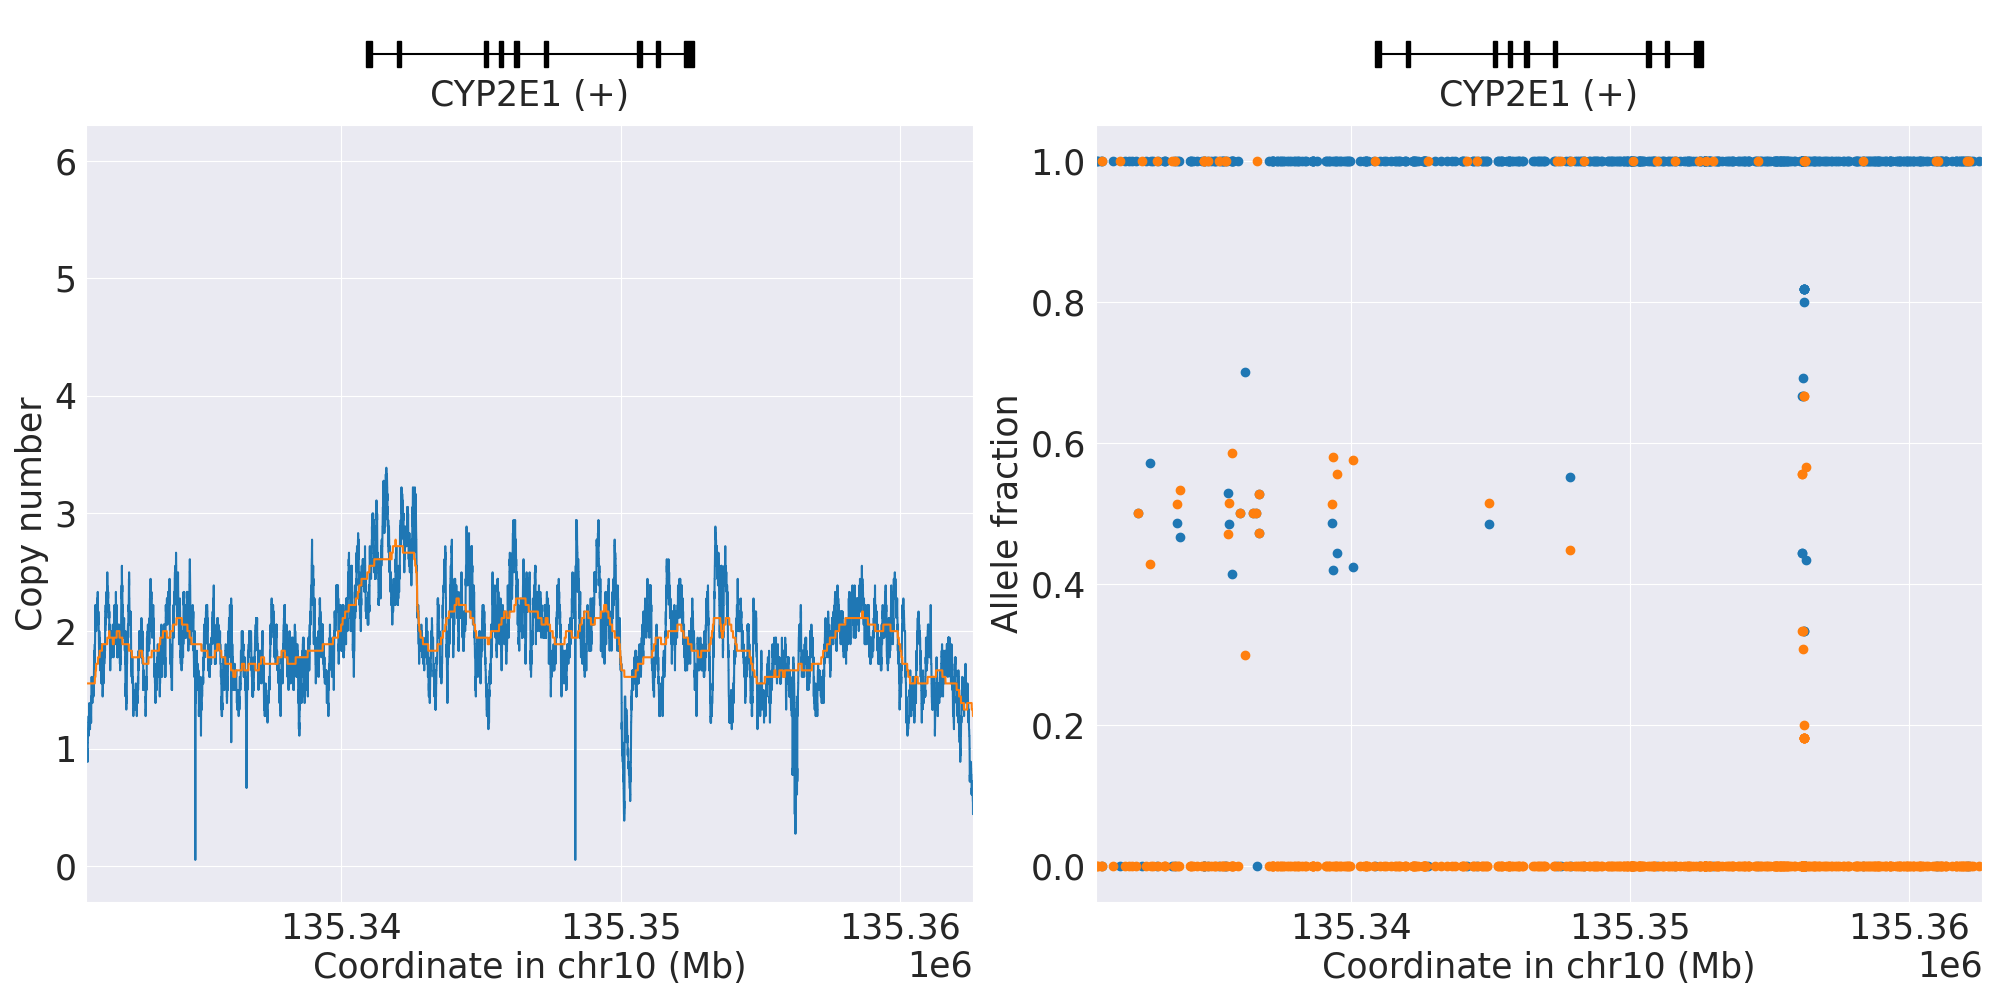 CYP2E1 (+)
6
5
4
3
2
1
0
Copy number
135.34
135.35
135.36
Coordinate in chr10 (Mb)
1e6
CYP2E1 (+)
1.0
0.8
0.6
0.4
0.2
0.0
Allele fraction
135.34
135.35
135.36
Coordinate in chr10 (Mb)
1e6